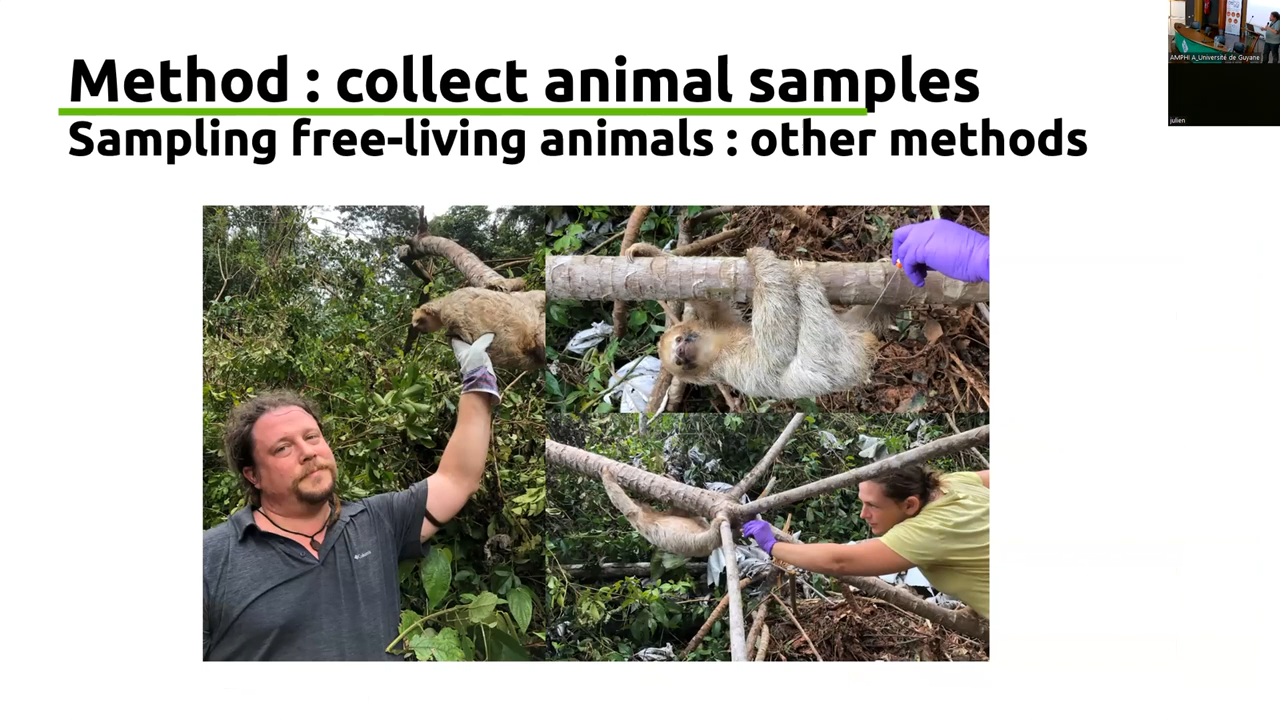 Method : collect animal samples
Sampling free-living animals : other methods
AMPHI A_Université de Guyane
julien
Columbia